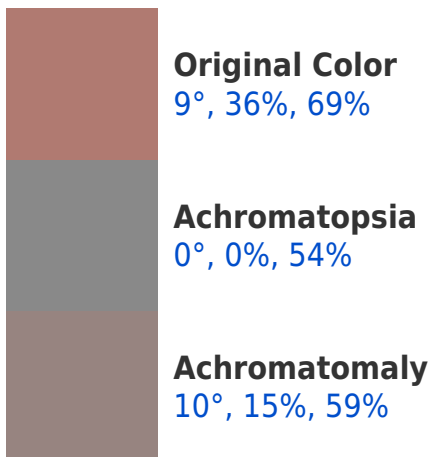 Original Color
9°, 36%, 69%
Achromatopsia
0°, 0%, 54%
Achromatomaly
10°, 15%, 59%